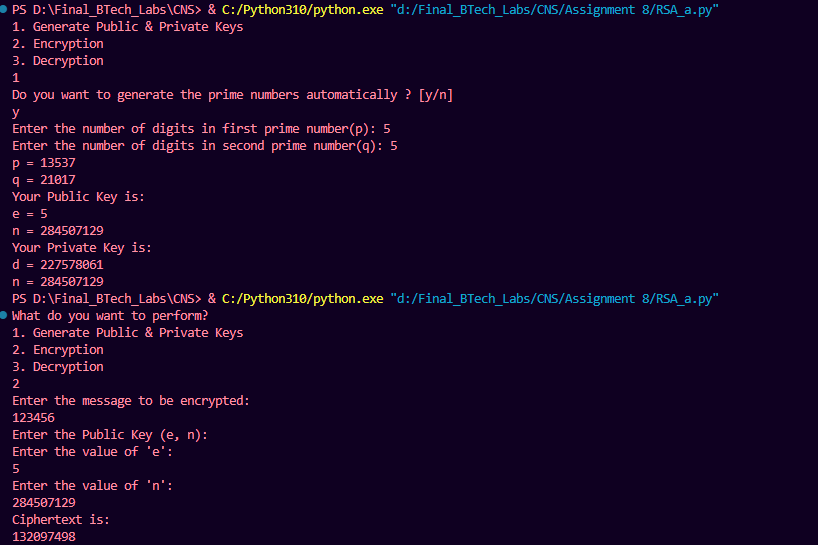 PS D:\Final_BTech_Labs\CNS> & C:/Python310/python.exe "d:/Final_BTech_Labs/CNS/Assignment 8/RSA_a.py"
1. Generate Public & Private Keys
2. Encryption
3. Decryption
1
Do you want to generate the prime numbers automatically ? [y/n]
y
Enter the number of digits in first prime number(p): 5
Enter the number of digits in second prime number(q): 5
p = 13537
q = 21017
Your Public Key is:
e = 5
n = 284507129
Your Private Key is:
d = 227578061
n = 284507129
PS D:\Final_BTech_Labs\CNS> & C:/Python310/python.exe "d:/Final_BTech_Labs/CNS/Assignment 8/RSA_a.py"
What do you want to perform?
1. Generate Public & Private Keys
2. Encryption
3. Decryption
2
Enter the message to be encrypted:
123456
Enter the Public Key (e, n):
Enter the value of 'e':
5
Enter the value of 'n':
284507129
Ciphertext is:
132097498